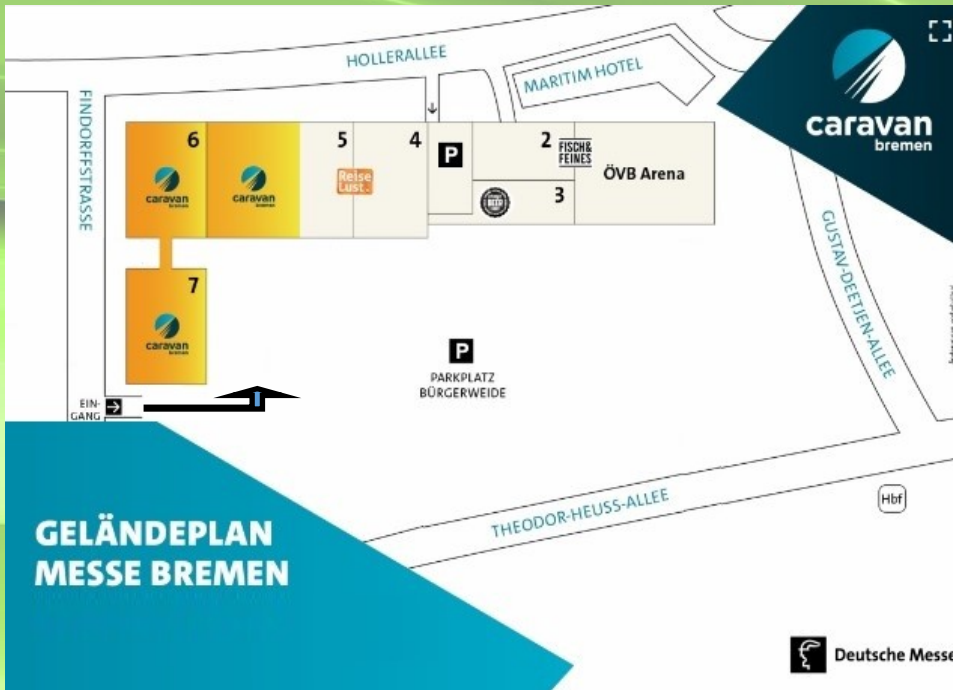 HOLLERALLEE
MARITIM HOTEL
caravan
bremen
FINDORFFSTRASSE
6
caravan
bremen
caravan
bremen
5
Reise
Lust
4
P
2
FISCH&
FEINES
3
BEER
ÖVB Arena
GUSTAV-DEETJEN-ALLEE
7
caravan
bremen
P
PARKPLATZ
BÜRGERWEIDE
EIN-
GANG
THEODOR-HEUSS-ALLEE
Hbf
GELÄNDEPLAN
MESSE BREMEN
Deutsche Messe